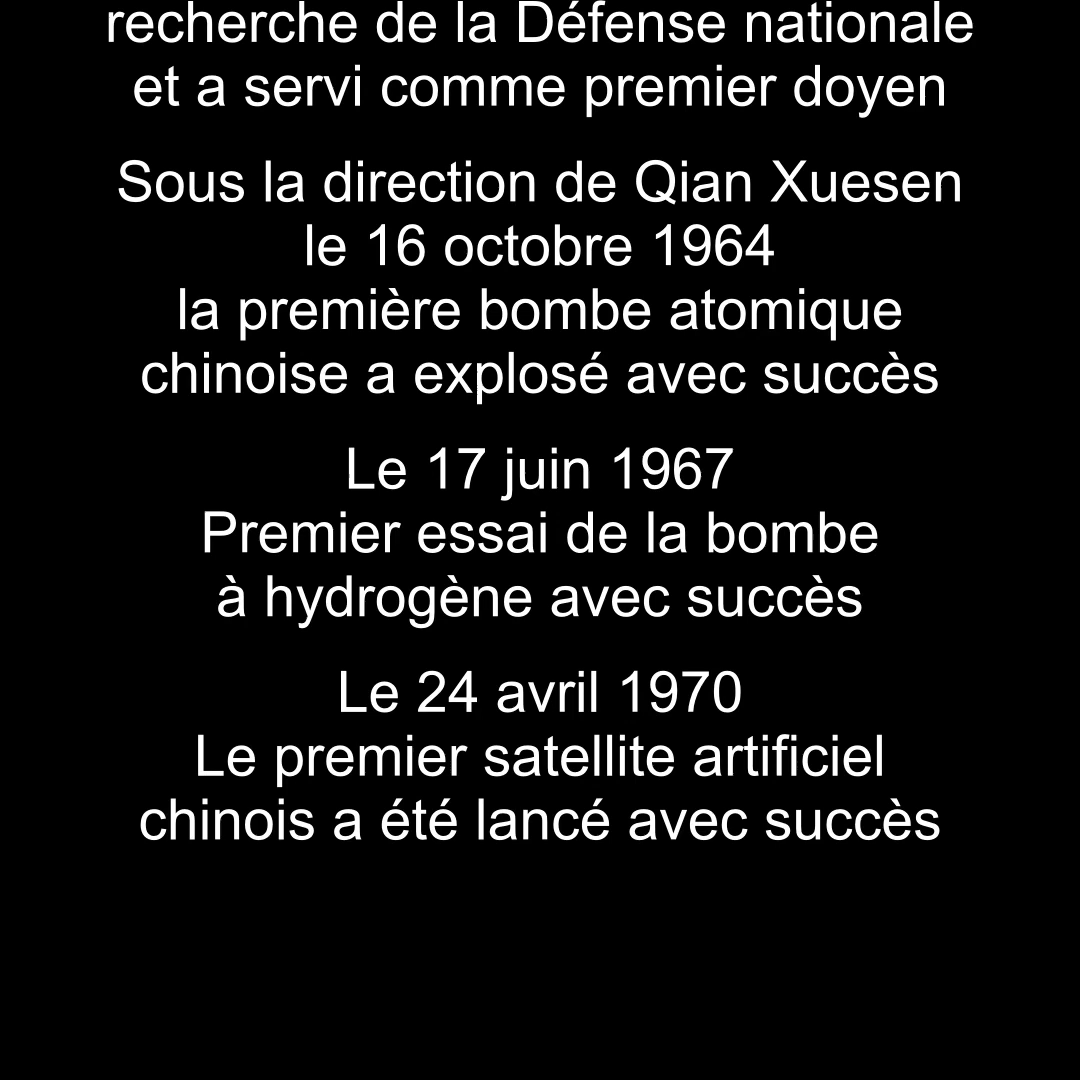 recherche de la Défense nationale
et a servi comme premier doyen
Sous la direction de Qian Xuesen
le 16 octobre 1964
la première bombe atomique
chinoise a explosé avec succès
Le 17 juin 1967
Premier essai de la bombe
à hydrogène avec succès
Le 24 avril 1970
Le premier satellite artificiel
chinois a été lancé avec succès